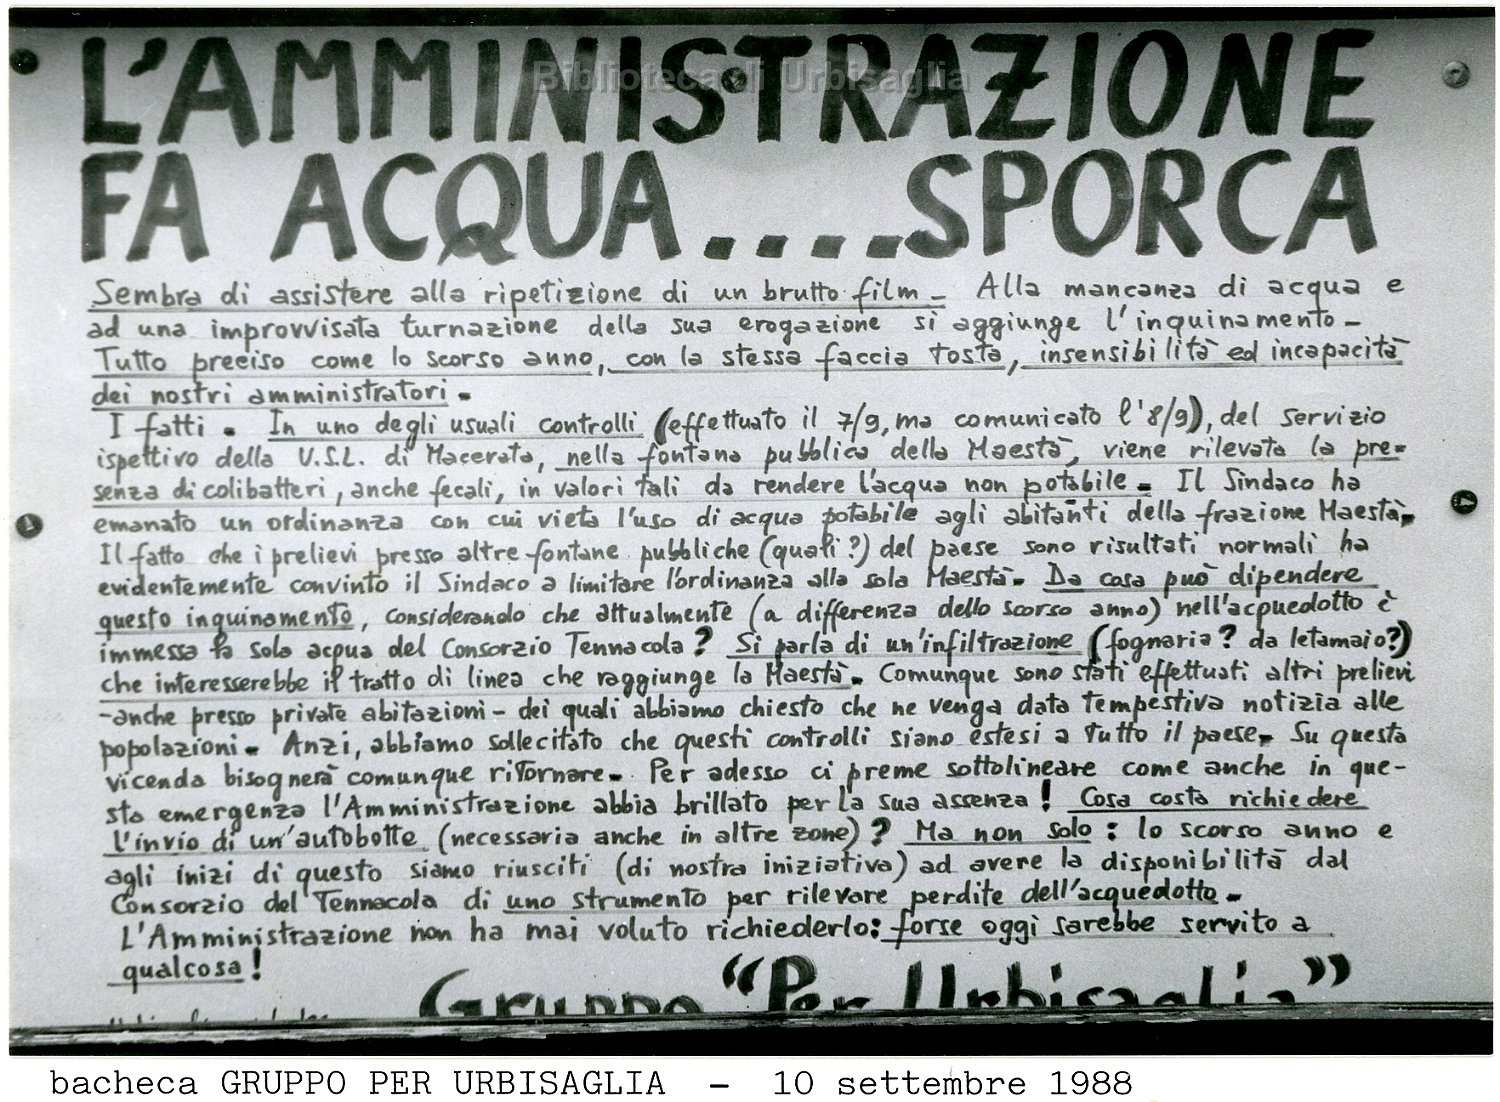 L'AMMINISTRAZIONE
Biblioteca di Urbisaglia
FA ACQUA....SPORCA
Sembra di assistere alla ripetizione di un brutto film - Alla mancanza di acqua e
ad una improvvisata turnazione della sua erogazione si aggiunge l'inquinamento -
Tutto preciso come lo scorso anno, con la stessa faccia tosta, insensibilità ed incapacità
dei nostri amministratori -
I fatti - In uno degli usuali controlli (effettuato il 7/9, ma comunicato l'8/9), del servizio
ispettivo della U.S.L. di Macerata, nella fontana pubblica della Maestà, viene rilevata la pre-
senza di colibatteri, anche fecali, in valori tali da rendere l'acqua non potabile - Il Sindaco ha
emanato un ordinanza con cui vieta l'uso di acqua potabile agli abitanti della frazione Maestà -
Il fatto che i prelievi presso altre fontane pubbliche (quali?) del paese sono risultati normali ha
evidentemente convinto il Sindaco a limitare l'ordinanza alla sola Maestà - Da cosa può dipendere
questo inquinamento, considerando che attualmente (a differenza dello scorso anno) nell'acquedotto è
immessa la sola acqua del Consorzio Tennacola? Si parla di un'infiltrazione (fognaria? da letamaio?)
che interesserebbe il tratto di linea che raggiunge la Maestà - Comunque sono stati effettuati altri prelievi
- anche presso private abitazioni - dei quali abbiamo chiesto che ne venga data tempestiva notizia alle
popolazioni - Anzi, abbiamo sollecitato che questi controlli siano estesi a tutto il paese - Su questa
vicenda bisognerà comunque ritornare - Per adesso ci preme sottolineare come anche in que-
sta emergenza l'Amministrazione abbia brillato per la sua assenza! Cosa costa richiedere
l'invio di un'autobotte (necessaria anche in altre zone)? Ma non solo: lo scorso anno e
agli inizi di questo siamo riusciti (di nostra iniziativa) ad avere la disponibilità dal
Consorzio del Tennacola di uno strumento per rilevare perdite dell'acquedotto -
L'Amministrazione non ha mai voluto richiederlo: forse oggi sarebbe servito a
qualcosa!
Gruppo "Per Urbisaglia"
bacheca GRUPPO PER URBISAGLIA - 10 settembre 1988